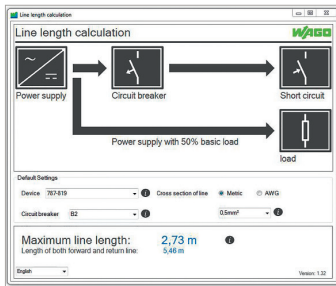 Line length calculation
Line length calculation
WAGO
Power supply
Circuit breaker
Short circuit
Power supply with 50% basic load
load
Default Settings
Device 787-819 Cross section of line Metric AWG
Circuit breaker B2 0,5mm²
Maximum line length: 2,73 m
Length of both forward and return line: 5,46 m
English Version: 1.32